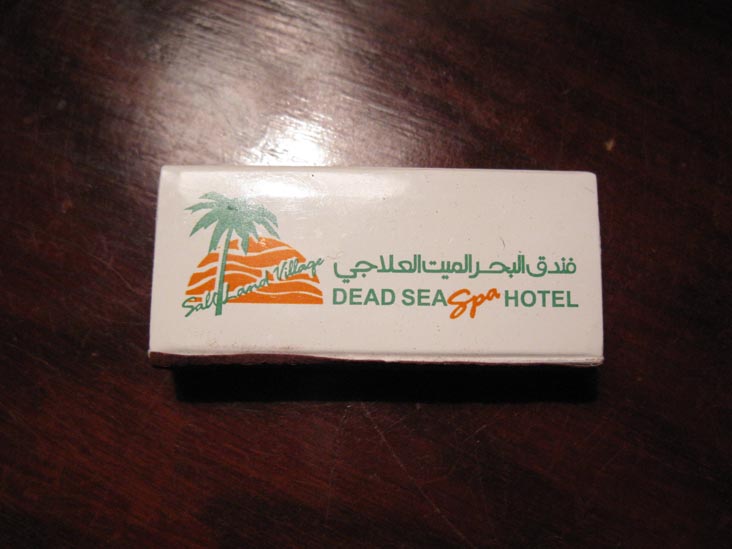 Salt Land Village
فندق البحر الميت العلاجي
DEAD SEA Spa HOTEL